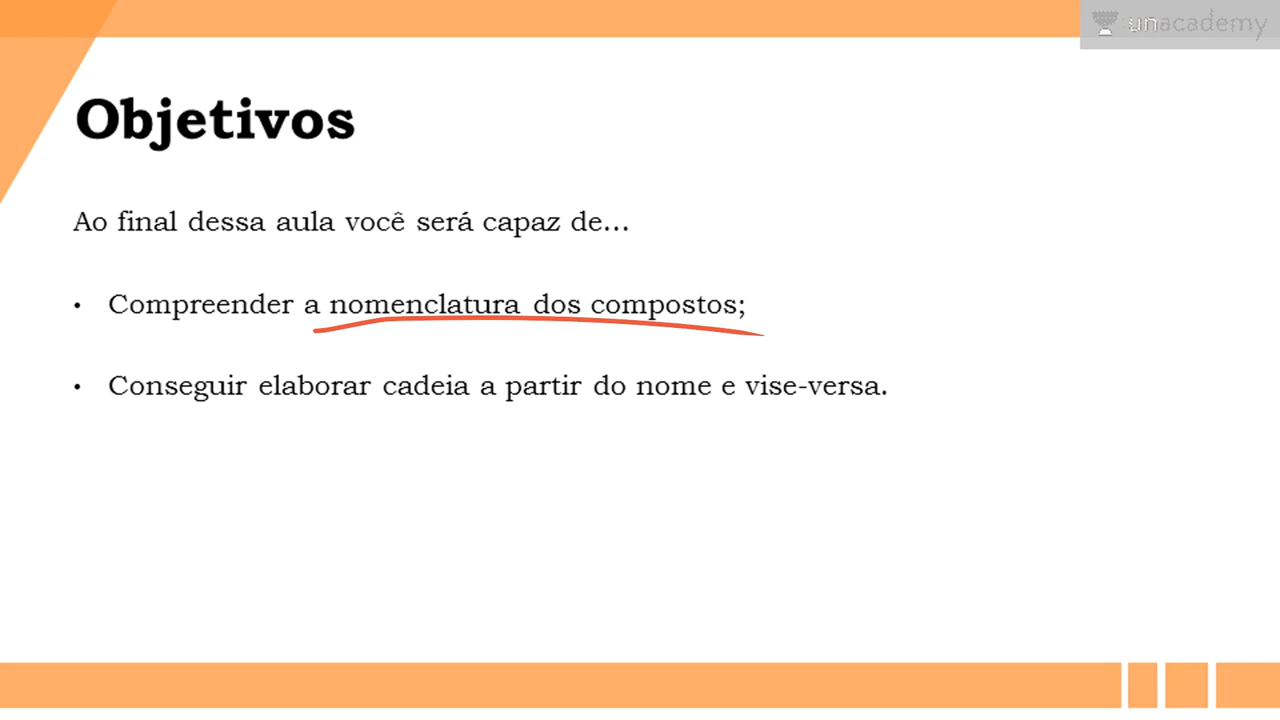 unacademy
Objetivos
Ao final dessa aula você será capaz de...
• Compreender a nomenclatura dos compostos;
• Conseguir elaborar cadeia a partir do nome e vise-versa.